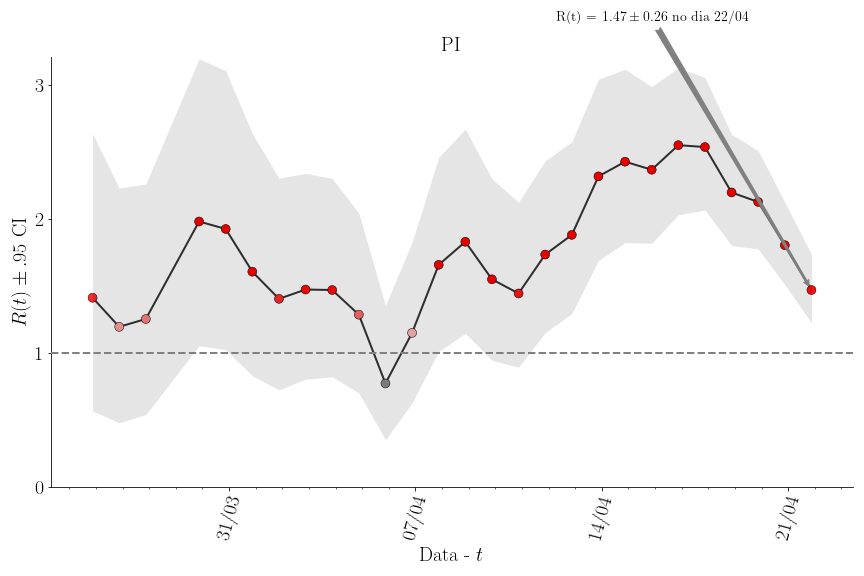 R(t) = 1.47 ± 0.26 no dia 22/04
PI
3
2
1
0
R(t) ± .95 CI
31/03
07/04
14/04
21/04
Data - t